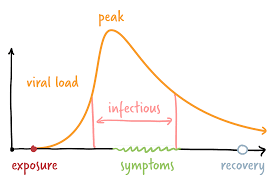 peak
viral load
infectious
exposure
symptoms
recovery